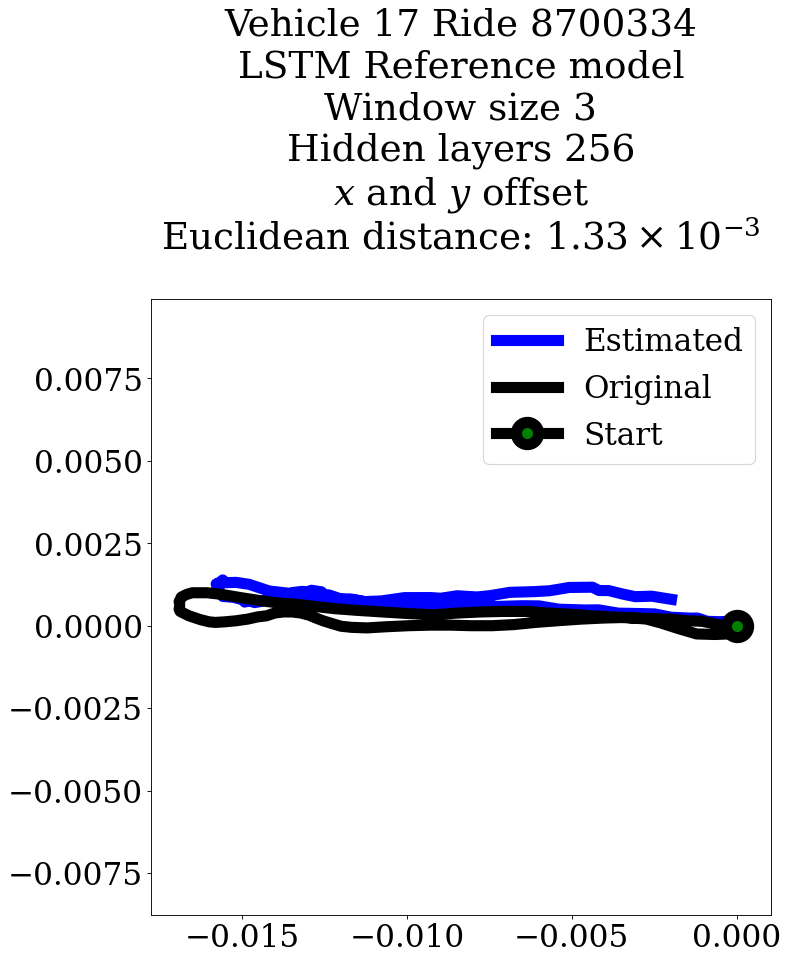 Vehicle 17 Ride 8700334
LSTM Reference model
Window size 3
Hidden layers 256
x and y offset
Euclidean distance: 1.33 × 10⁻³
Estimated
Original
Start
0.0075
0.0050
0.0025
0.0000
−0.0025
−0.0050
−0.0075
−0.015 −0.010 −0.005 0.000